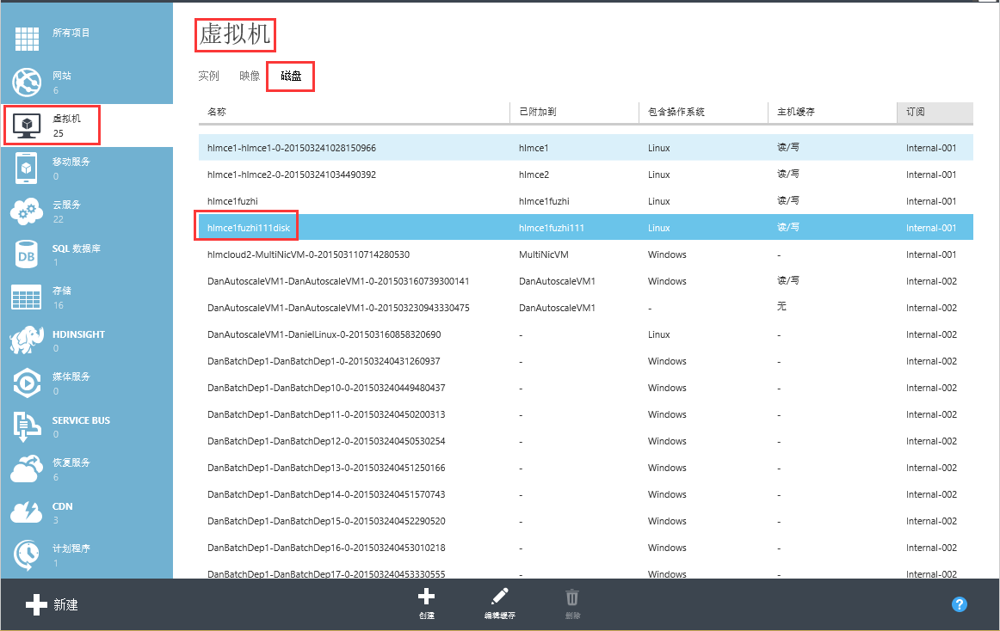 所有项目
网站
6
虚拟机
25
移动服务
0
云服务
22
DB
SQL 数据库
1
存储
16
HDINSIGHT
0
媒体服务
0
SERVICE BUS
0
恢复服务
6
CDN
3
计划程序
1
虚拟机
实例 映像 磁盘
名称 已附加到 包含操作系统 主机缓存 订阅
hlmce1-hlmce1-0-201503241028150966 hlmce1 Linux 读/写 Internal-001
hlmce1-hlmce2-0-201503241034490392 hlmce2 Linux 读/写 Internal-001
hlmce1fuzhi hlmce1fuzhi Linux 读/写 Internal-001
hlmce1fuzhi111disk hlmce1fuzhi111 Linux 读/写 Internal-001
hlmcloud2-MultiNicVM-0-201503110714280530 MultiNicVM Windows - Internal-001
DanAutoscaleVM1-DanAutoscaleVM1-0-201503160739300141 DanAutoscaleVM1 Windows 读/写 Internal-002
DanAutoscaleVM1-DanAutoscaleVM1-0-201503230943330475 DanAutoscaleVM1 - 无 Internal-002
DanAutoscaleVM1-DanielLinux-0-201503160858320690 - Linux - Internal-002
DanBatchDep1-DanBatchDep1-0-201503240431260937 - Windows - Internal-002
DanBatchDep1-DanBatchDep10-0-201503240449480437 - Windows - Internal-002
DanBatchDep1-DanBatchDep11-0-201503240450200313 - Windows - Internal-002
DanBatchDep1-DanBatchDep12-0-201503240450530254 - Windows - Internal-002
DanBatchDep1-DanBatchDep13-0-201503240451250166 - Windows - Internal-002
DanBatchDep1-DanBatchDep14-0-201503240451570743 - Windows - Internal-002
DanBatchDep1-DanBatchDep15-0-201503240452290520 - Windows - Internal-002
DanBatchDep1-DanBatchDep16-0-201503240453010218 - Windows - Internal-002
DanBatchDep1-DanBatchDep17-0-201503240453330555 - Windows - Internal-002
新建 创建 编辑缓存 删除 ?